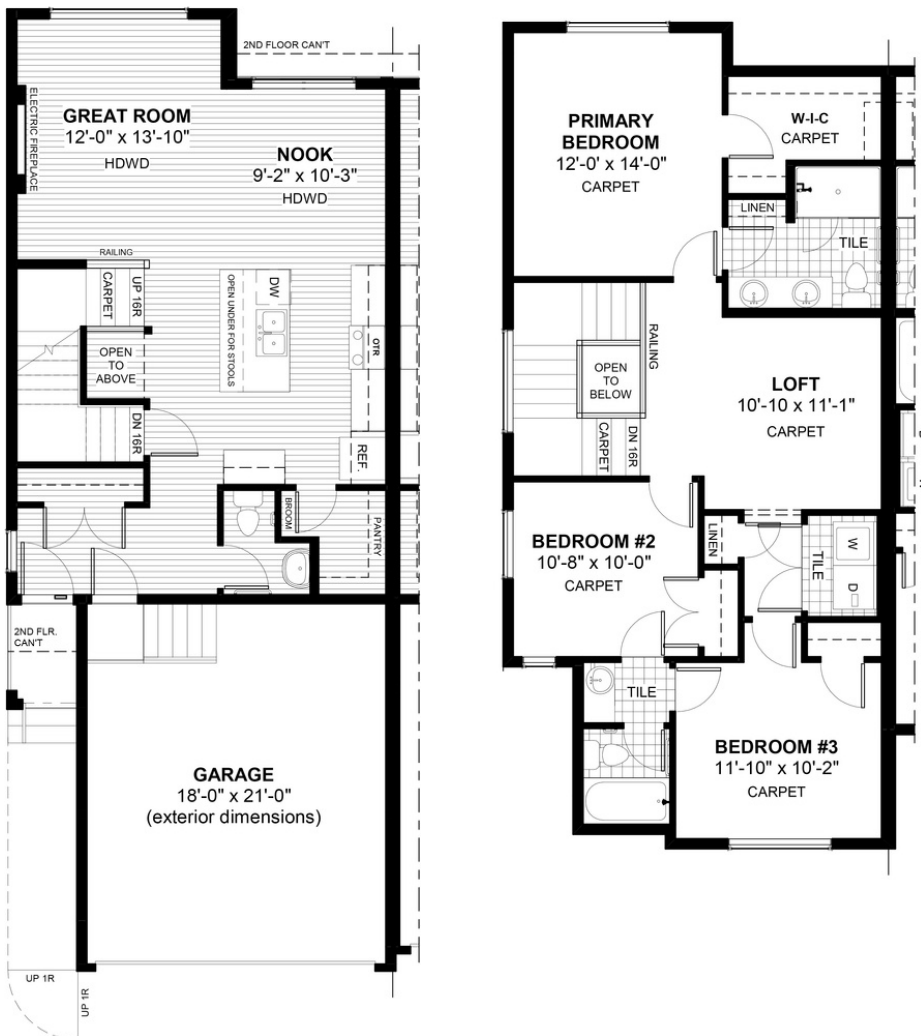 2ND FLOOR CAN'T
ELECTRIC FIREPLACE
GREAT ROOM
12'-0" x 13'-10"
HDWD
NOOK
9'-2" x 10'-3"
HDWD
RAILING
CARPET
UP 16R
OPEN
TO
ABOVE
DN 16R
OPEN UNDER FOR STOOLS
DW
OTR
REF.
BROOM
PANTRY
2ND FLR.
CAN'T
GARAGE
18'-0" x 21'-0"
(exterior dimensions)
UP 1R
UP 1R
PRIMARY
BEDROOM
12'-0' x 14'-0"
CARPET
W-I-C
CARPET
LINEN
TILE
RAILING
OPEN
TO
BELOW
CARPET
DN 16R
LOFT
10'-10 x 11'-1"
CARPET
BEDROOM #2
10'-8" x 10'-0"
CARPET
LINEN
TILE
W
D
TILE
BEDROOM #3
11'-10" x 10'-2"
CARPET